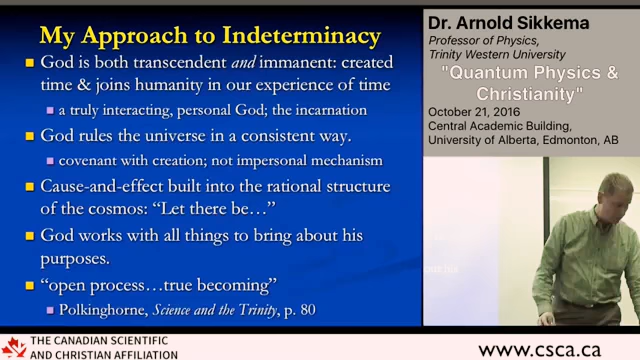 My Approach to Indeterminacy
God is both transcendent and immanent: created
time & joins humanity in our experience of time
a truly interacting, personal God; the incarnation
God rules the universe in a consistent way.
covenant with creation; not impersonal mechanism
Cause-and-effect built into the rational structure
of the cosmos: “Let there be…”
God works with all things to bring about his
purposes.
“open process…true becoming”
Polkinghorne, Science and the Trinity, p. 80
Dr. Arnold Sikkema
Professor of Physics,
Trinity Western University
"Quantum Physics &
Christianity"
October 21, 2016
Central Academic Building,
University of Alberta, Edmonton, AB
THE CANADIAN SCIENTIFIC
AND CHRISTIAN AFFILIATION
www.csca.ca